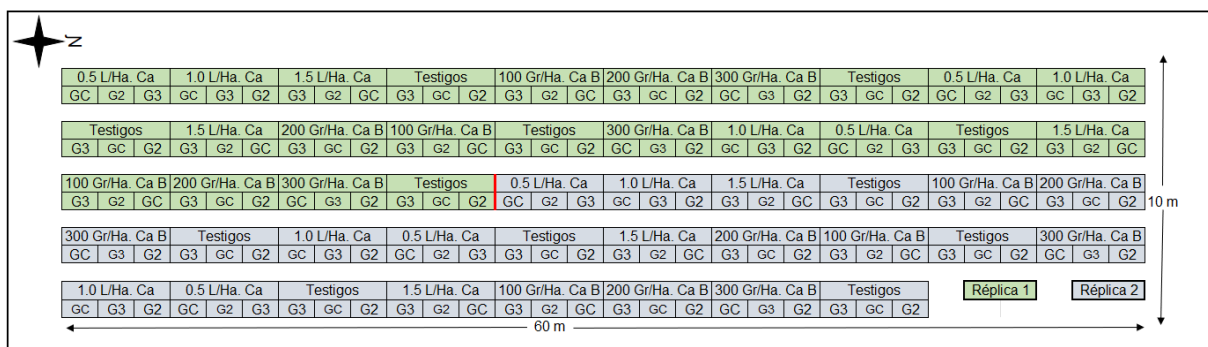 N
0.5 L/Ha. Ca 1.0 L/Ha. Ca 1.5 L/Ha. Ca Testigos 100 Gr/Ha. Ca B 200 Gr/Ha. Ca B 300 Gr/Ha. Ca B Testigos 0.5 L/Ha. Ca 1.0 L/Ha. Ca
GC G2 G3 GC G3 G2 G3 G2 GC G3 GC G2 G3 G2 GC G3 GC G2 GC G3 G2 G3 GC G2 GC G2 G3 GC G3 G2
Testigos 1.5 L/Ha. Ca 200 Gr/Ha. Ca B 100 Gr/Ha. Ca B Testigos 300 Gr/Ha. Ca B 1.0 L/Ha. Ca 0.5 L/Ha. Ca Testigos 1.5 L/Ha. Ca
G3 GC G2 G3 G2 GC G3 GC G2 G3 G2 GC G3 GC G2 GC G3 G2 GC G3 G2 GC G2 G3 G3 GC G2 G3 G2 GC
100 Gr/Ha. Ca B 200 Gr/Ha. Ca B 300 Gr/Ha. Ca B Testigos 0.5 L/Ha. Ca 1.0 L/Ha. Ca 1.5 L/Ha. Ca Testigos 100 Gr/Ha. Ca B 200 Gr/Ha. Ca B
G3 G2 GC G3 GC G2 GC G3 G2 G3 GC G2 GC G2 G3 GC G3 G2 G3 G2 GC G3 GC G2 G3 G2 GC G3 GC G2
10 m
300 Gr/Ha. Ca B Testigos 1.0 L/Ha. Ca 0.5 L/Ha. Ca Testigos 1.5 L/Ha. Ca 200 Gr/Ha. Ca B 100 Gr/Ha. Ca B Testigos 300 Gr/Ha. Ca B
GC G3 G2 G3 GC G2 GC G3 G2 GC G2 G3 G3 GC G2 G3 G2 GC G3 GC G2 G3 G2 GC G3 GC G2 GC G3 G2
1.0 L/Ha. Ca 0.5 L/Ha. Ca Testigos 1.5 L/Ha. Ca 100 Gr/Ha. Ca B 200 Gr/Ha. Ca B 300 Gr/Ha. Ca B Testigos Réplica 1 Réplica 2
GC G3 G2 GC G2 G3 G3 GC G2 G3 G2 GC G3 G2 GC G3 GC G2 GC G3 G2 G3 GC G2
60 m